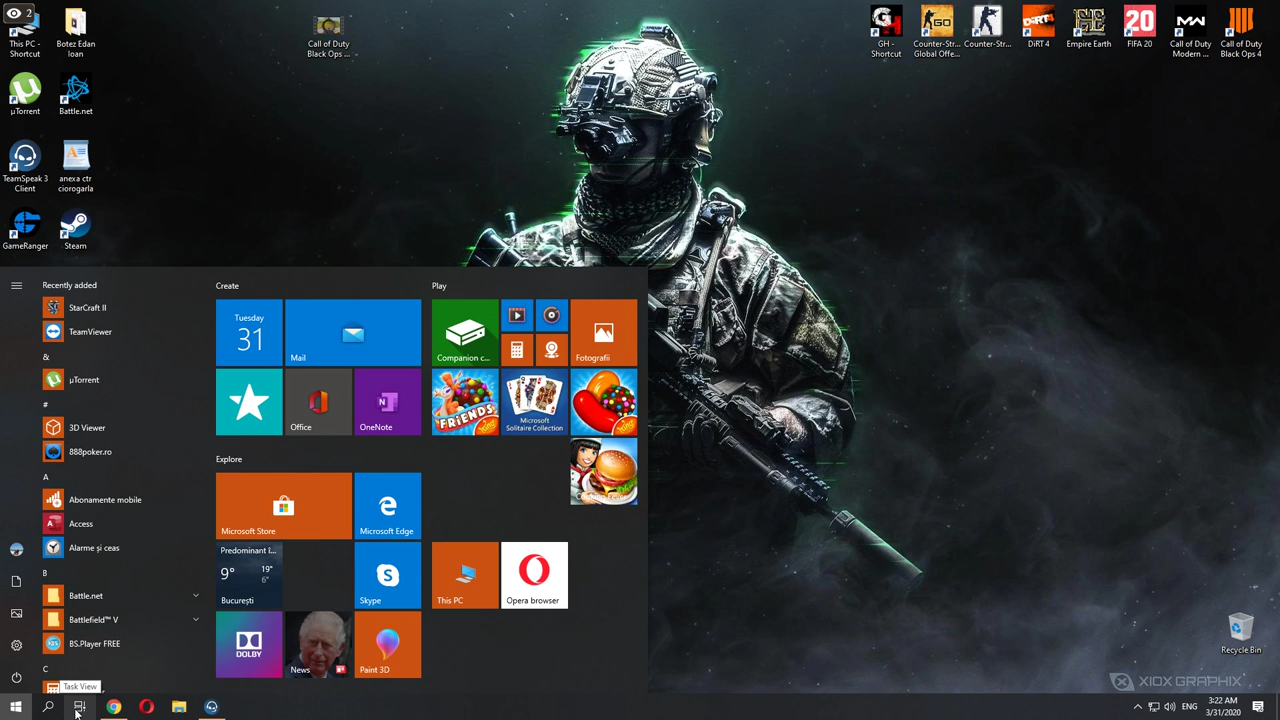 2
This PC -
Shortcut
Botez Edan
Ioan
Call of Duty
Black Ops ...
GH -
Shortcut
Counter-Str...
Global Offe...
Counter-Str...
DiRT 4
Empire Earth
FIFA 20
Call of Duty
Modern ...
Call of Duty
Black Ops 4
µTorrent
Battle.net
TeamSpeak 3
Client
anexa ctr
ciorogarla
GameRanger
Steam
Recently added
StarCraft II
TeamViewer
&
µTorrent
#
3D Viewer
888poker.ro
A
Abonamente mobile
Access
Alarme și ceas
B
Battle.net
Battlefield™ V
BS.Player FREE
C
Task View
Create
Tuesday
31
Mail
Office
OneNote
Explore
Microsoft Store
Microsoft Edge
Predominant î...
9°
19°
6°
București
Skype
DOLBY
News
Paint 3D
Play
Companion c...
Fotografii
FRIENDS
King
Microsoft
Solitaire Collection
King
This PC
Opera browser
Recycle Bin
XIOX GRAPHIX
ENG
3:22 AM
3/31/2020